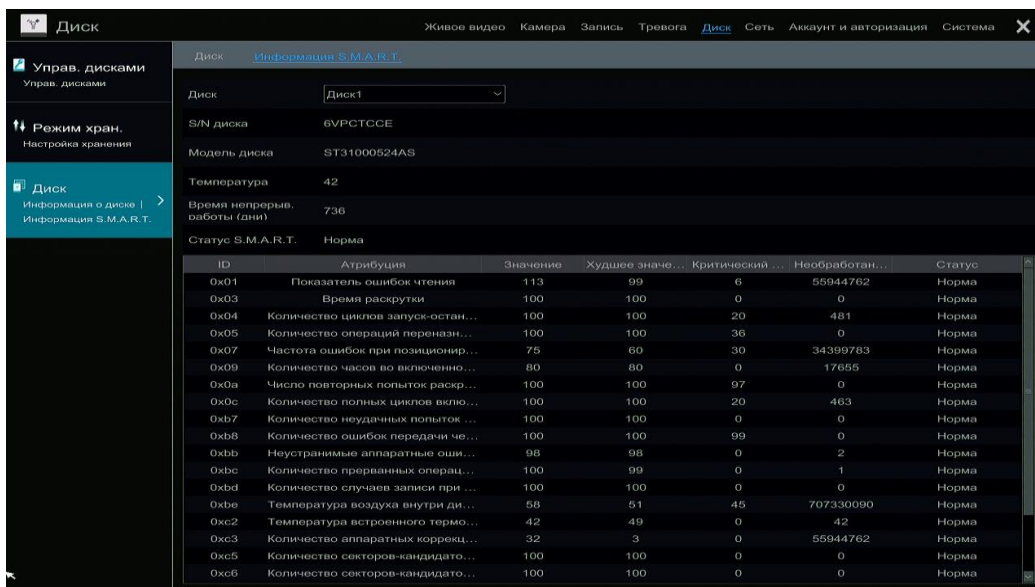 Диск Живое видео Камера Запись Тревога Диск Сеть Аккаунт и авторизация Система
Управ. дисками
Управ. дисками
Режим хран.
Настройка хранения
Диск
Информация о диске |
Информация S.M.A.R.T.
Диск Информация S.M.A.R.T.
Диск Диск1
S/N диска 6VPCTCCE
Модель диска ST31000524AS
Температура 42
Время непрерыв.
работы (дни) 736
Статус S.M.A.R.T. Норма
ID Атрибуция Значение Худшее значе... Критический ... Необработан... Статус
0x01 Показатель ошибок чтения 113 99 6 55944762 Норма
0x03 Время раскрутки 100 100 0 0 Норма
0x04 Количество циклов запуск-остан... 100 100 20 481 Норма
0x05 Количество операций переназн... 100 100 36 0 Норма
0x07 Частота ошибок при позиционир... 75 60 30 34399783 Норма
0x09 Количество часов во включенно... 80 80 0 17655 Норма
0x0a Число повторных попыток раскр... 100 100 97 0 Норма
0x0c Количество полных циклов вклю... 100 100 20 463 Норма
0xb7 Количество неудачных попыток ... 100 100 0 0 Норма
0xb8 Количество ошибок передачи че... 100 100 99 0 Норма
0xbb Неустранимые аппаратные оши... 98 98 0 2 Норма
0xbc Количество прерванных операц... 100 99 0 1 Норма
0xbd Количество случаев записи при ... 100 100 0 0 Норма
0xbe Температура воздуха внутри ди... 58 51 45 707330090 Норма
0xc2 Температура встроенного термо... 42 49 0 42 Норма
0xc3 Количество аппаратных коррекц... 32 3 0 55944762 Норма
0xc5 Количество секторов-кандидато... 100 100 0 0 Норма
0xc6 Количество секторов-кандидато... 100 100 0 0 Норма